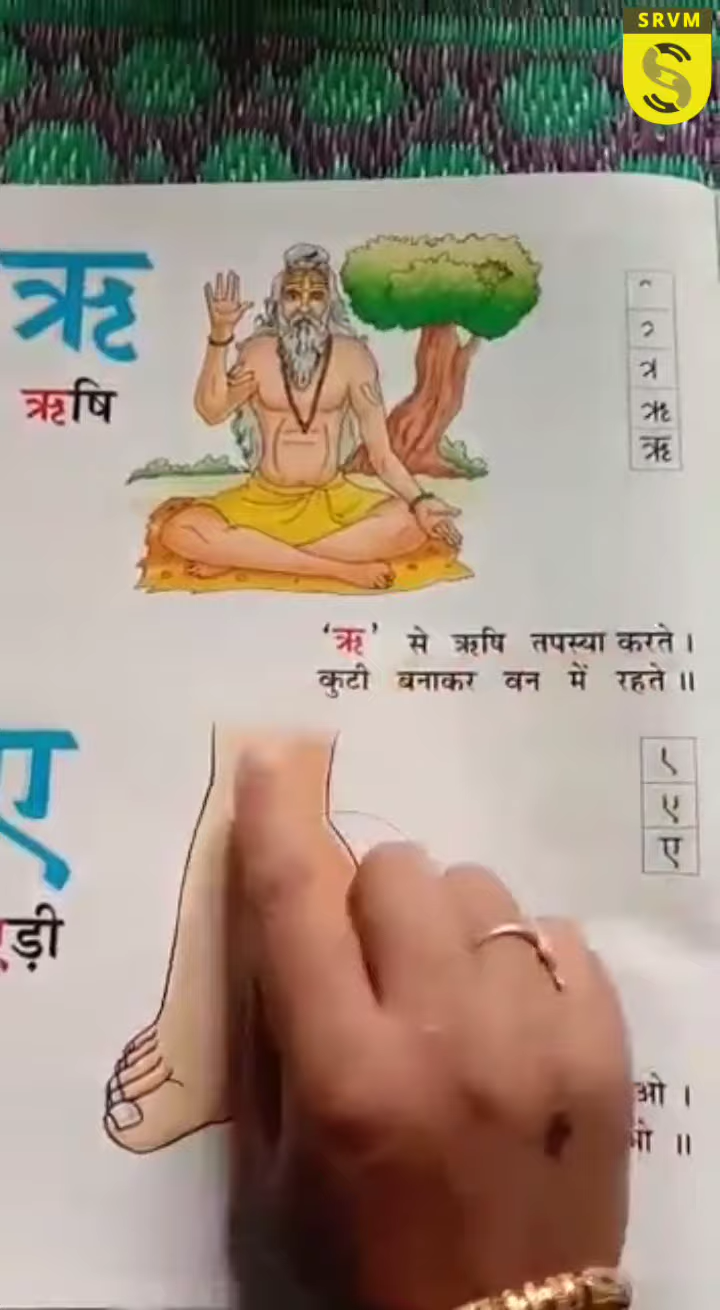 SRVM
ऋ
ऋषि
ऋ
'ऋ' से ऋषि तपस्या करते।
कुटी बनाकर वन में रहते॥
ए
ए